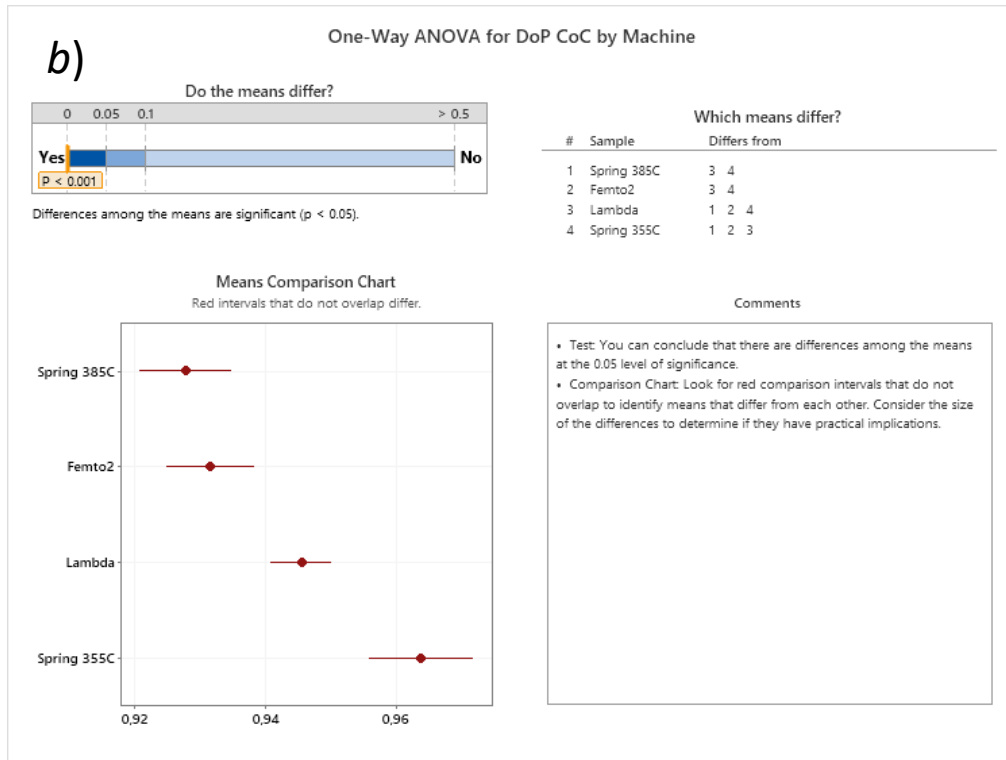 One-Way ANOVA for DoP CoC by Machine
b)
Do the means differ?
0 0.05 0.1 > 0.5
Yes No
P < 0.001
Differences among the means are significant (p < 0.05).
Which means differ?
# Sample Differs from
1 Spring 385C 3 4
2 Femto2 3 4
3 Lambda 1 2 4
4 Spring 355C 1 2 3
Means Comparison Chart
Red intervals that do not overlap differ.
Spring 385C
Femto2
Lambda
Spring 355C
0,92 0,94 0,96
Comments
• Test: You can conclude that there are differences among the means
at the 0.05 level of significance.
• Comparison Chart: Look for red comparison intervals that do not
overlap to identify means that differ from each other. Consider the size
of the differences to determine if they have practical implications.